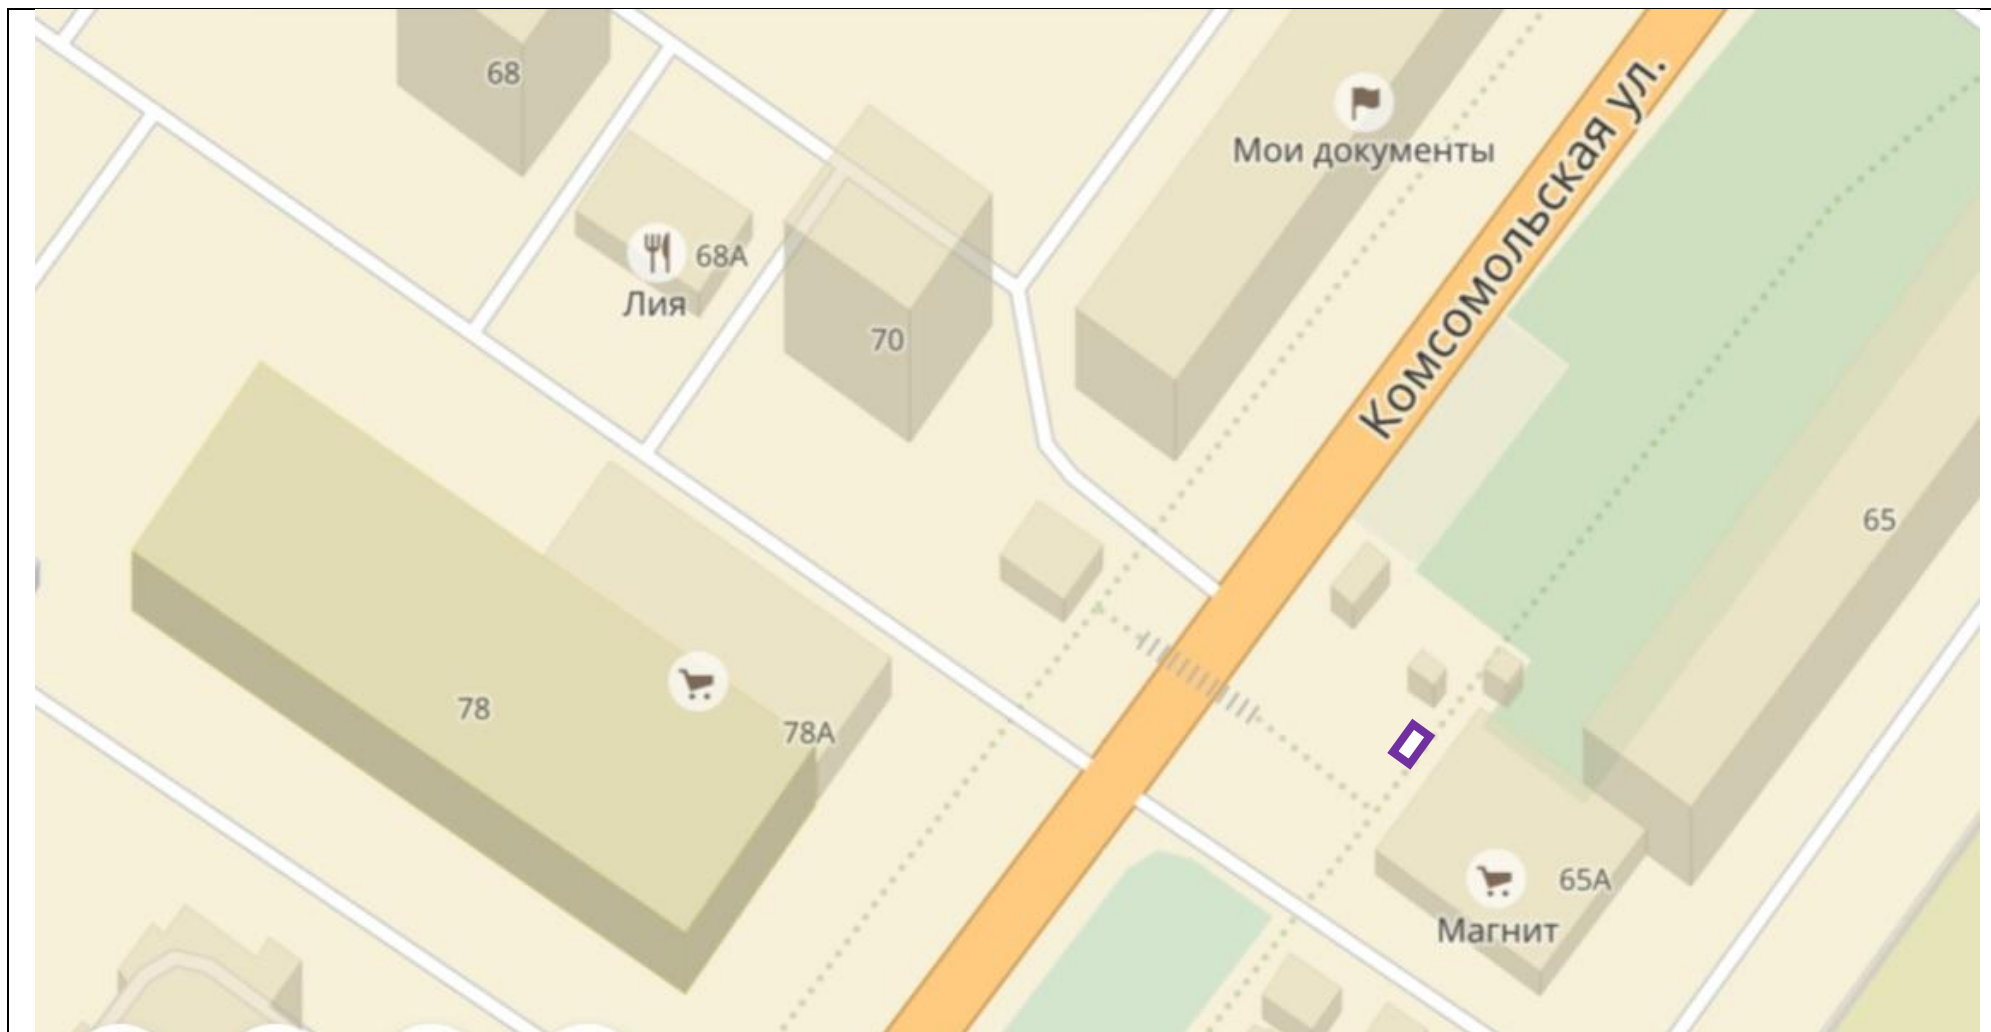 68
Мои документы
Комсомольская ул.
68А
Лия
70
65
78
78А
65А
Магнит